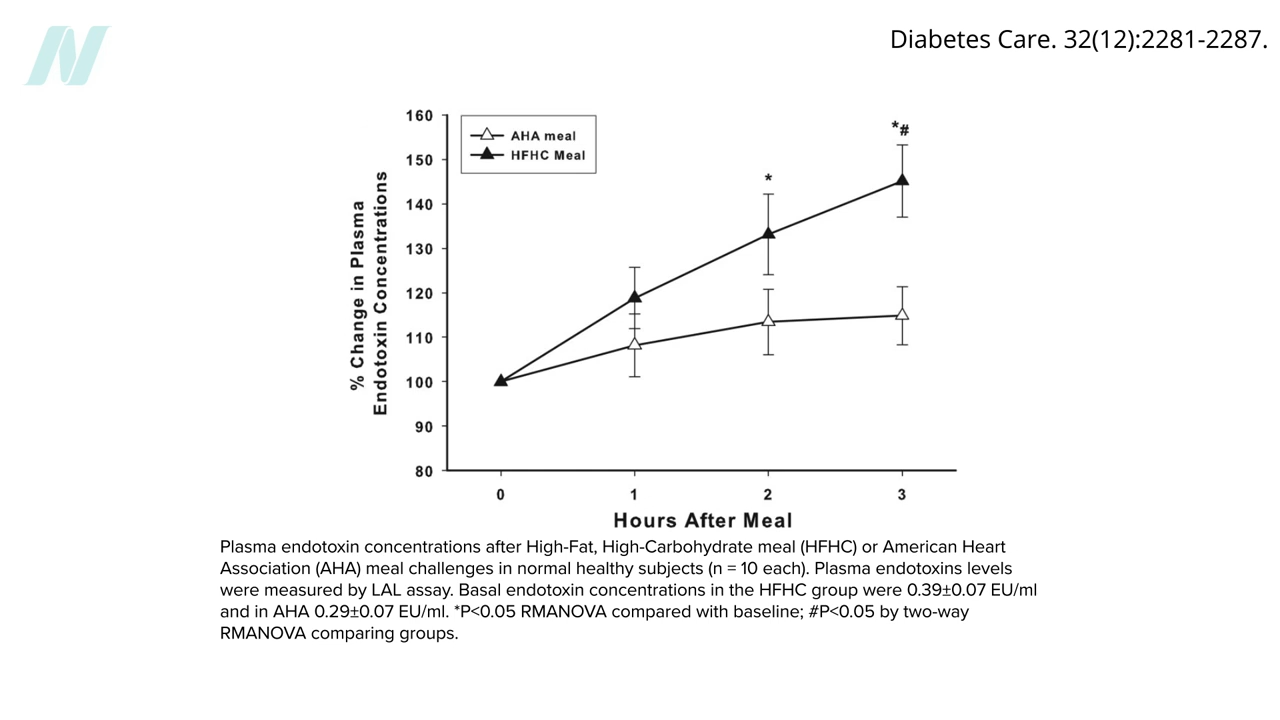 Diabetes Care. 32(12):2281-2287.
160
150
140
130
120
110
100
90
80
% Change in Plasma
Endotoxin Concentrations
AHA meal
HFHC Meal
*
*#
0 1 2 3
Hours After Meal
Plasma endotoxin concentrations after High-Fat, High-Carbohydrate meal (HFHC) or American Heart
Association (AHA) meal challenges in normal healthy subjects (n = 10 each). Plasma endotoxins levels
were measured by LAL assay. Basal endotoxin concentrations in the HFHC group were 0.39±0.07 EU/ml
and in AHA 0.29±0.07 EU/ml. *P<0.05 RMANOVA compared with baseline; #P<0.05 by two-way
RMANOVA comparing groups.